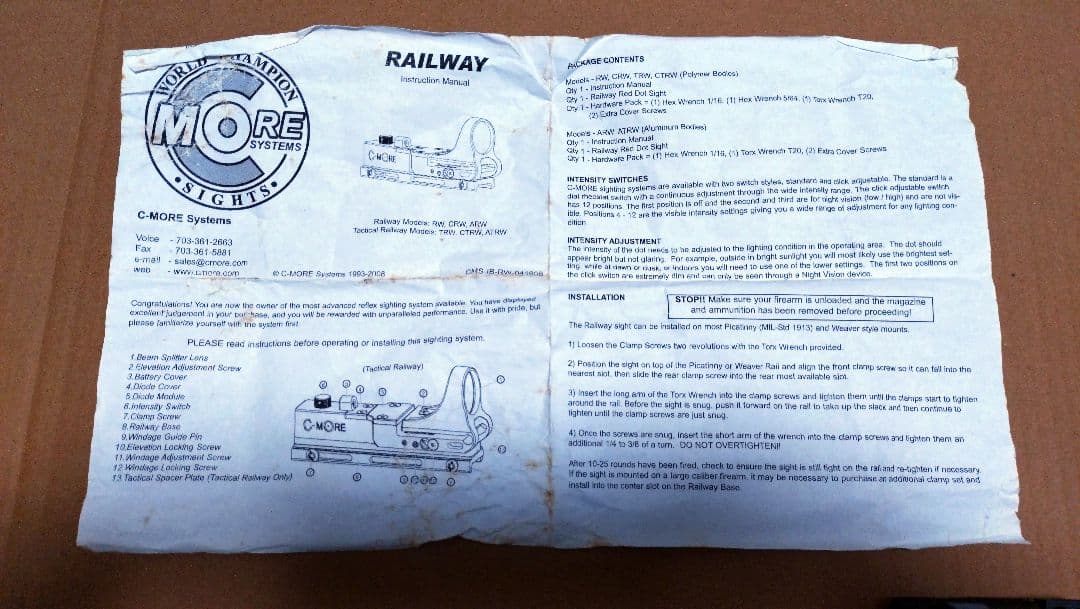 WORLD CHAMPION
C
MORE
SYSTEMS
• SIGHTS •
C-MORE Systems
Voice - 703-361-2663
Fax - 703-361-5881
e-mail - sales@cmore.com
web - www.cmore.com
RAILWAY
Instruction Manual
C-MORE
Railway Models: RW, CRW, ARW
Tactical Railway Models: TRW, CTRW, ATRW
© C-MORE Systems 1993-2008
Congratulations! You are now the owner of the most advanced reflex sighting system available. You have displayed
excellent judgement in your purchase, and you will be rewarded with unparalleled performance. Use it with pride, but
please familiarize yourself with the system first.
PLEASE read instructions before operating or installing this sighting system.
1.Beam Splitter Lens
2.Elevation Adjustment Screw
3.Battery Cover
4.Diode Cover
5.Diode Module
6.Intensity Switch
7.Clamp Screw
8.Railway Base
9.Windage Guide Pin
10.Elevation Locking Screw
11.Windage Adjustment Screw
12.Windage Locking Screw
13.Tactical Spacer Plate (Tactical Railway Only)
(Tactical Railway)
C-MORE
PACKAGE CONTENTS
Models - RW, CRW, TRW, CTRW (Polymer Bodies)
Qty 1 - Instruction Manual
Qty 1 - Railway Red Dot Sight
Qty 1 - Hardware Pack = (1) Hex Wrench 1/16, (1) Hex Wrench 5/64, (1) Torx Wrench T20,
(2) Extra Cover Screws
Models - ARW, ATRW (Aluminum Bodies)
Qty 1 - Instruction Manual
Qty 1 - Railway Red Dot Sight
Qty 1 - Hardware Pack = (1) Hex Wrench 1/16, (1) Torx Wrench T20, (2) Extra Cover Screws
INTENSITY SWITCHES
C-MORE sighting systems are available with two switch styles, standard and click adjustable. The standard is a
dial rheostat switch with a continuous adjustment through the wide intensity range. The click adjustable switch
has 12 positions. The first position is off and the second and third are for night vision (low / high) and are not vis-
ible. Positions 4 - 12 are the visible intensity settings giving you a wide range of adjustment for any lighting con-
dition.
INTENSITY ADJUSTMENT
The intensity of the dot needs to be adjusted to the lighting condition in the operating area. The dot should
appear bright but not glaring. For example, outside in bright sunlight you will most likely use the brightest set-
ting, while at dawn or dusk, or indoors you will need to use one of the lower settings. The first two positions on
the click switch are extremely dim and can only be seen through a Night Vision device.
INSTALLATION
STOP!! Make sure your firearm is unloaded and the magazine
and ammunition has been removed before proceeding!
The Railway sight can be installed on most Picatinny (MIL-Std 1913) and Weaver style mounts.
1) Loosen the Clamp Screws two revolutions with the Torx Wrench provided.
2) Position the sight on top of the Picatinny or Weaver Rail and align the front clamp screw so it can fall into the
nearest slot, then slide the rear clamp screw into the rear most available slot.
3) Insert the long arm of the Torx Wrench into the clamp screws and tighten them until the clamps start to tighten
around the rail. Before the sight is snug, push it forward on the rail to take up the slack and then continue to
tighten until the clamp screws are just snug.
4) Once the screws are snug, insert the short arm of the wrench into the clamp screws and tighten them an
additional 1/4 to 3/8 of a turn. DO NOT OVERTIGHTEN!!
After 10-25 rounds have been fired, check to ensure the sight is still tight on the rail and re-tighten if necessary.
If the sight is mounted on a large caliber firearm, it may be necessary to purchase an additional clamp set and
install into the center slot on the Railway Base.